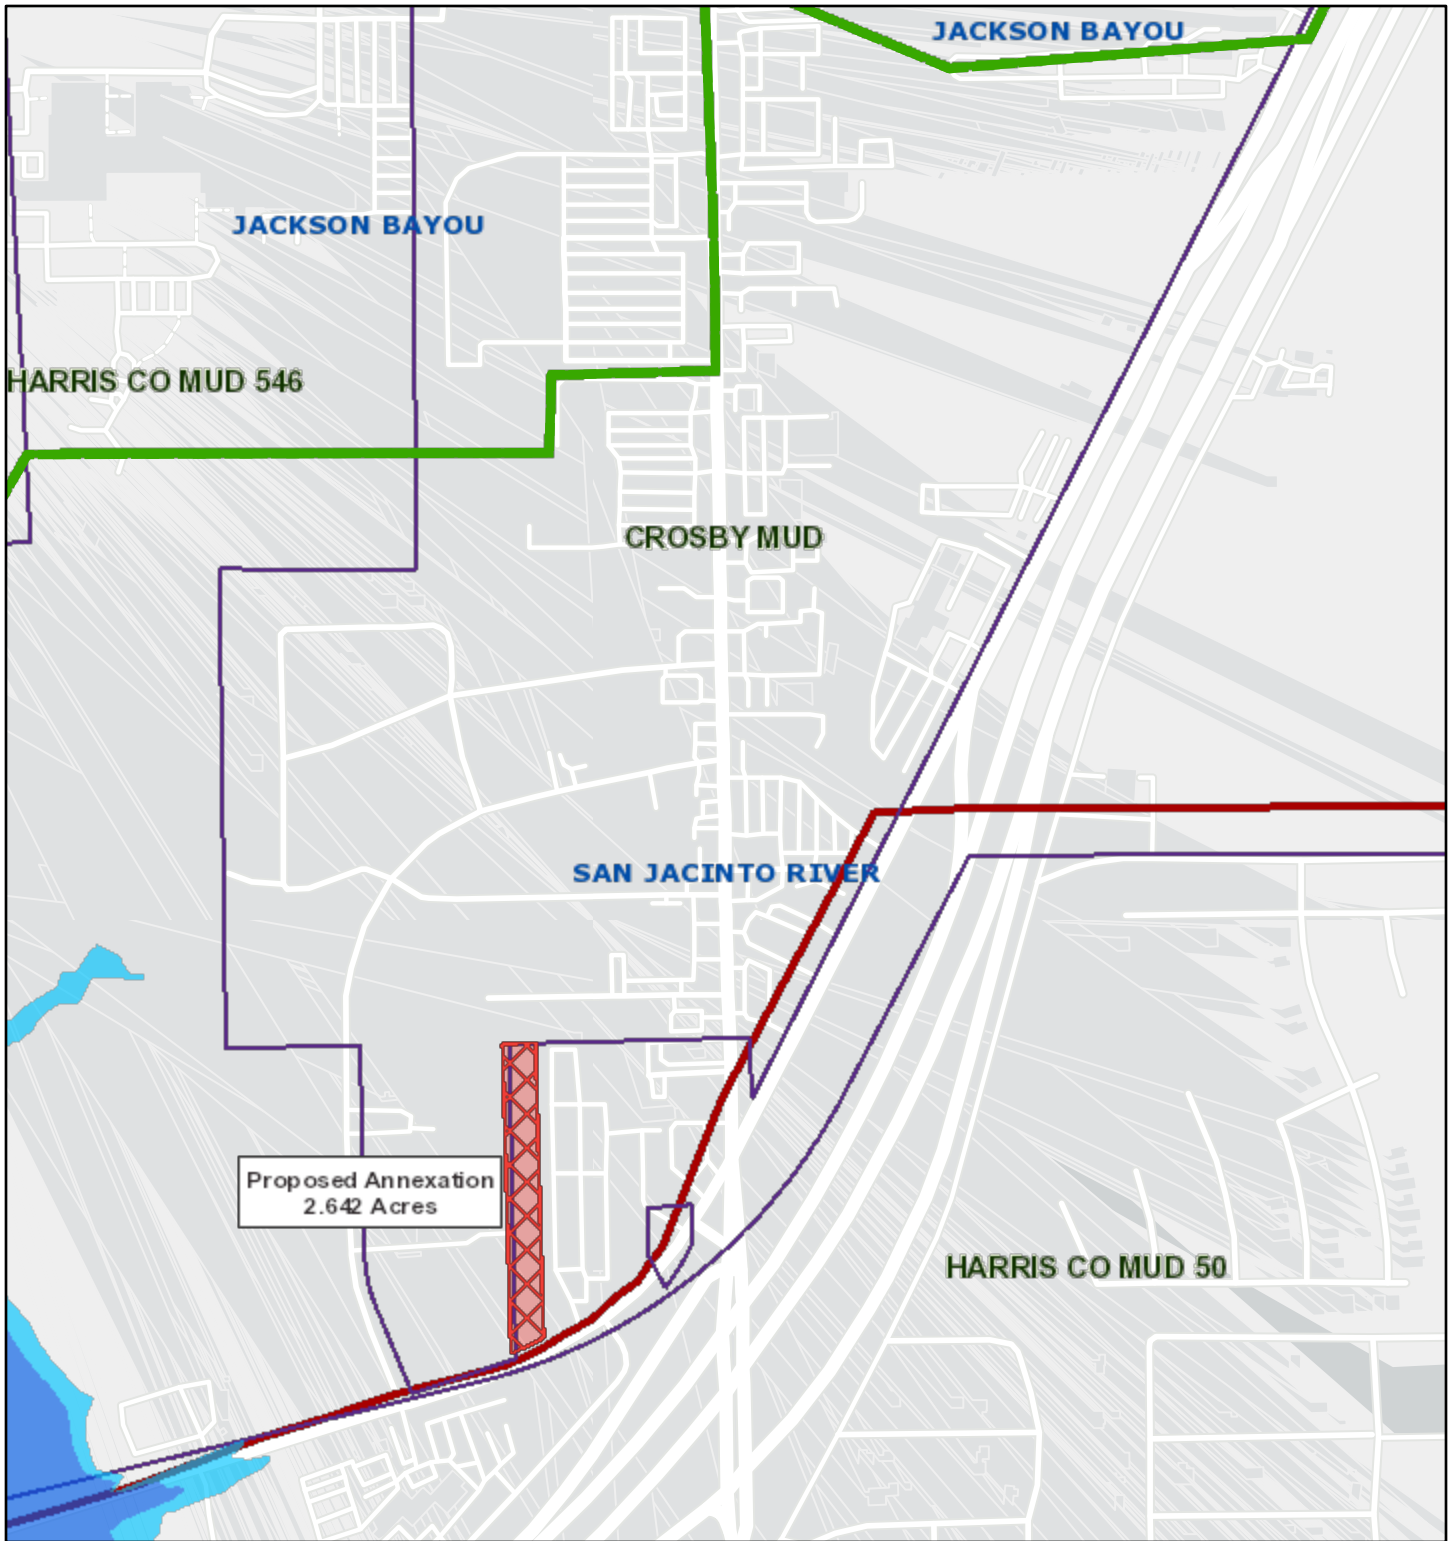 JACKSON BAYOU
JACKSON BAYOU
HARRIS CO MUD 546
CROSBY MUD
SAN JACINTO RIVER
Proposed Annexation
2.642 Acres
HARRIS CO MUD 50